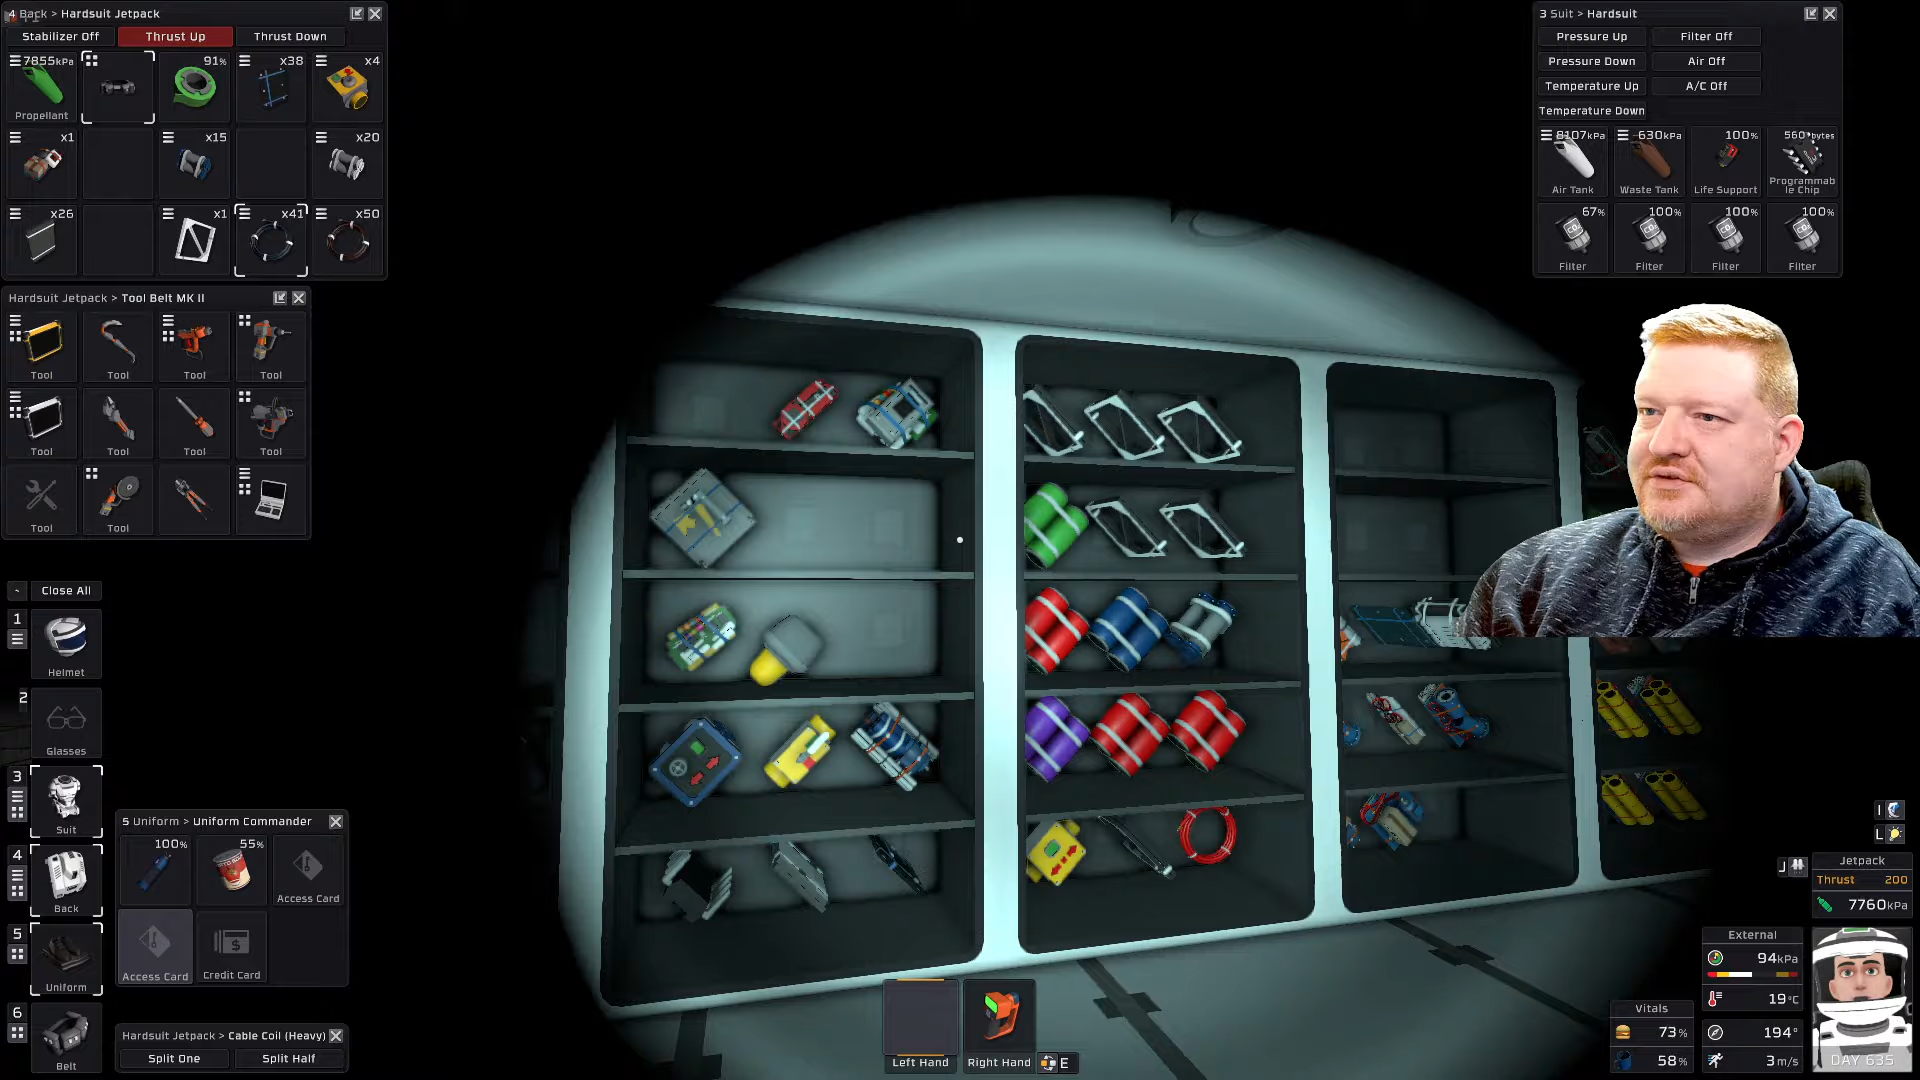 4 Back > Hardsuit Jetpack
Stabilizer Off Thrust Up Thrust Down
7855kPa 91% x38 x4
Propellant
x1 x15 x20
x26 x1 x41 x50
Hardsuit Jetpack > Tool Belt MK II
Tool Tool Tool Tool
Tool Tool Tool Tool
Tool Tool
~ Close All
1
Helmet
2
Glasses
3
Suit
4
Back
5
Uniform
6
Belt
5 Uniform > Uniform Commander
100% 55%
Access Card
Access Card Credit Card
Hardsuit Jetpack > Cable Coil (Heavy)
Split One Split Half
Left Hand Right Hand E
3 Suit > Hardsuit
Pressure Up Filter Off
Pressure Down Air Off
Temperature Up A/C Off
Temperature Down
8107kPa 630kPa 100% 560 bytes
Air Tank Waste Tank Life Support Programmab
le Chip
67% 100% 100% 100%
Filter Filter Filter Filter
I
L
J
Jetpack
Thrust 200
7760kPa
External
94kPa
19°C
194°
3m/s
Vitals
73%
58%
DAY 635